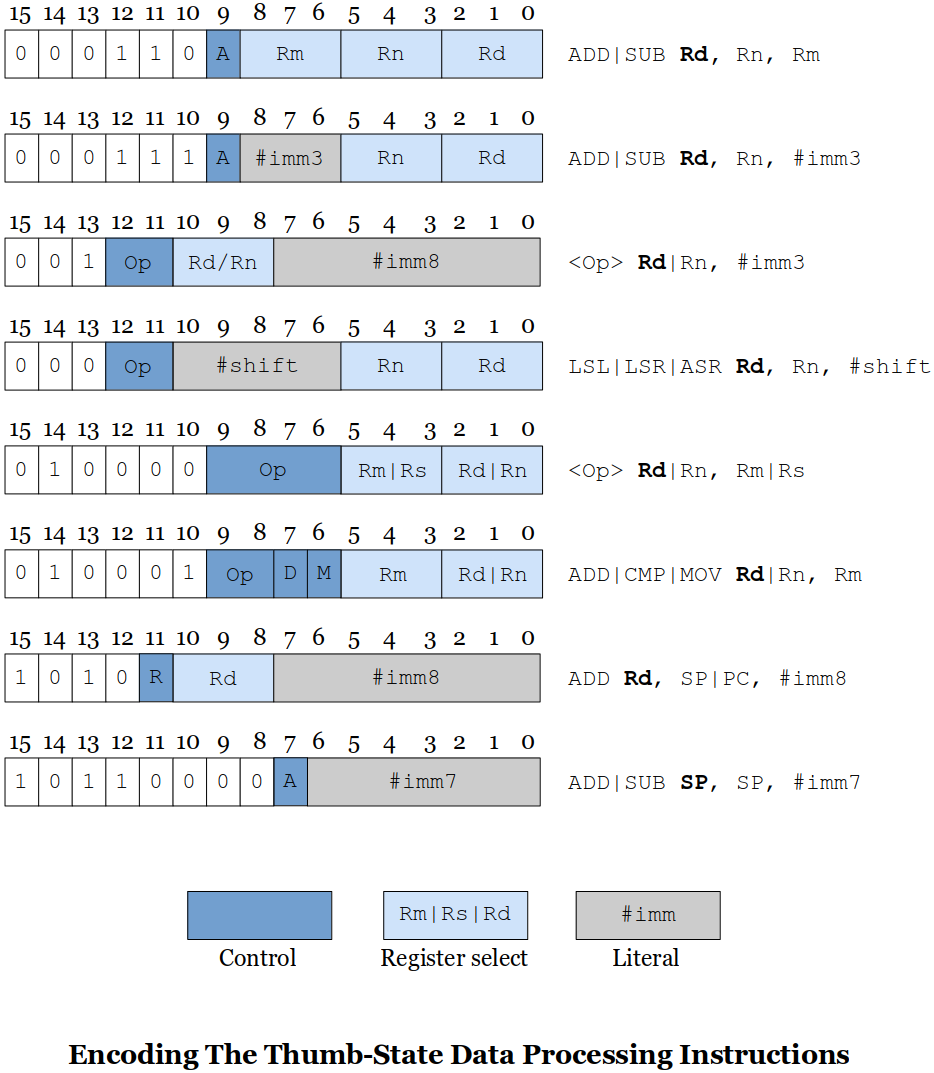 15 14 13 12 11 10 9 8 7 6 5 4 3 2 1 0
0 0 0 1 1 0 A Rm Rn Rd ADD|SUB Rd, Rn, Rm
15 14 13 12 11 10 9 8 7 6 5 4 3 2 1 0
0 0 0 1 1 1 A #imm3 Rn Rd ADD|SUB Rd, Rn, #imm3
15 14 13 12 11 10 9 8 7 6 5 4 3 2 1 0
0 0 1 Op Rd/Rn #imm8 <Op> Rd|Rn, #imm3
15 14 13 12 11 10 9 8 7 6 5 4 3 2 1 0
0 0 0 Op #shift Rn Rd LSL|LSR|ASR Rd, Rn, #shift
15 14 13 12 11 10 9 8 7 6 5 4 3 2 1 0
0 1 0 0 0 0 Op Rm|Rs Rd|Rn <Op> Rd|Rn, Rm|Rs
15 14 13 12 11 10 9 8 7 6 5 4 3 2 1 0
0 1 0 0 0 1 Op D M Rm Rd|Rn ADD|CMP|MOV Rd|Rn, Rm
15 14 13 12 11 10 9 8 7 6 5 4 3 2 1 0
1 0 1 0 R Rd #imm8 ADD Rd, SP|PC, #imm8
15 14 13 12 11 10 9 8 7 6 5 4 3 2 1 0
1 0 1 1 0 0 0 0 A #imm7 ADD|SUB SP, SP, #imm7
Rm|Rs|Rd #imm
Control Register select Literal
Encoding The Thumb-State Data Processing Instructions